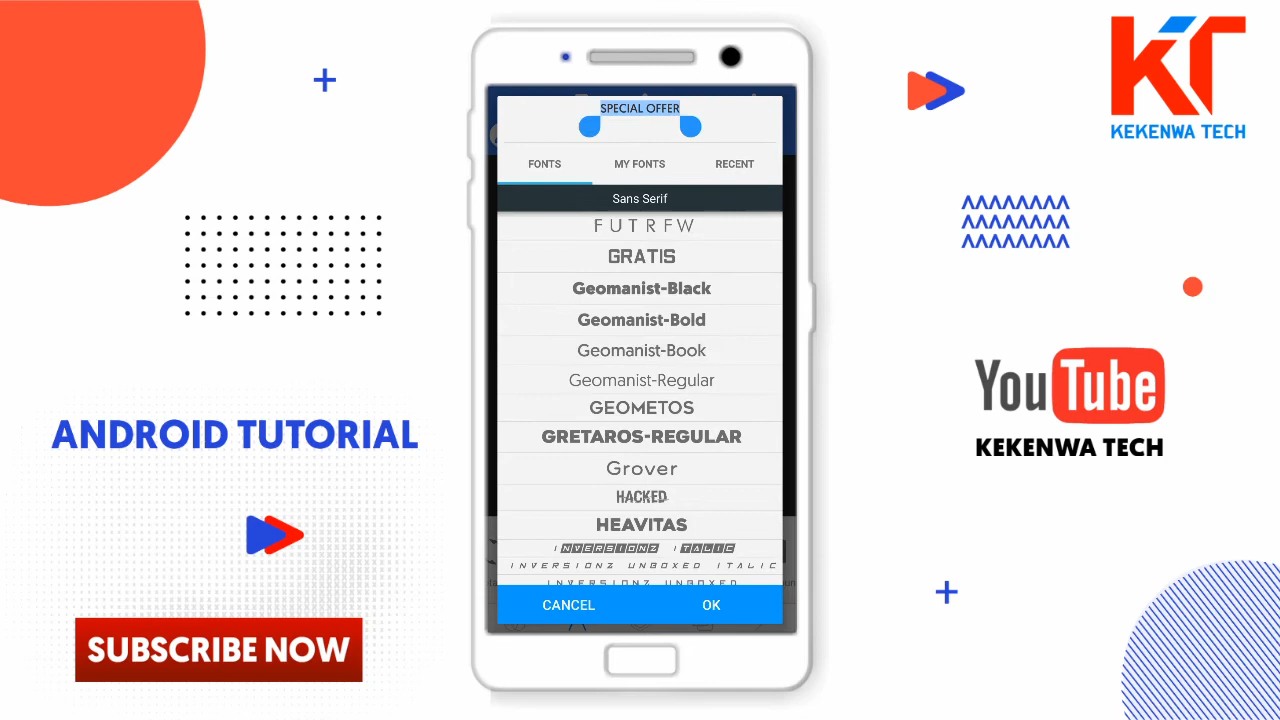 KEKENWA TECH
SPECIAL OFFER
FONTS
MY FONTS
RECENT
Sans Serif
FUTRFW
GRATIS
Geomanist-Black
Geomanist-Bold
Geomanist-Book
Geomanist-Regular
GEOMETOS
GRETAROS-REGULAR
Grover
HACKED
HEAVITAS
INVERSIONZ ITALIC
INVERSIONZ UNBOXED ITALIC
INVERSIONZ UNBOXED
CANCEL
OK
ANDROID TUTORIAL
SUBSCRIBE NOW
YouTube
KEKENWA TECH